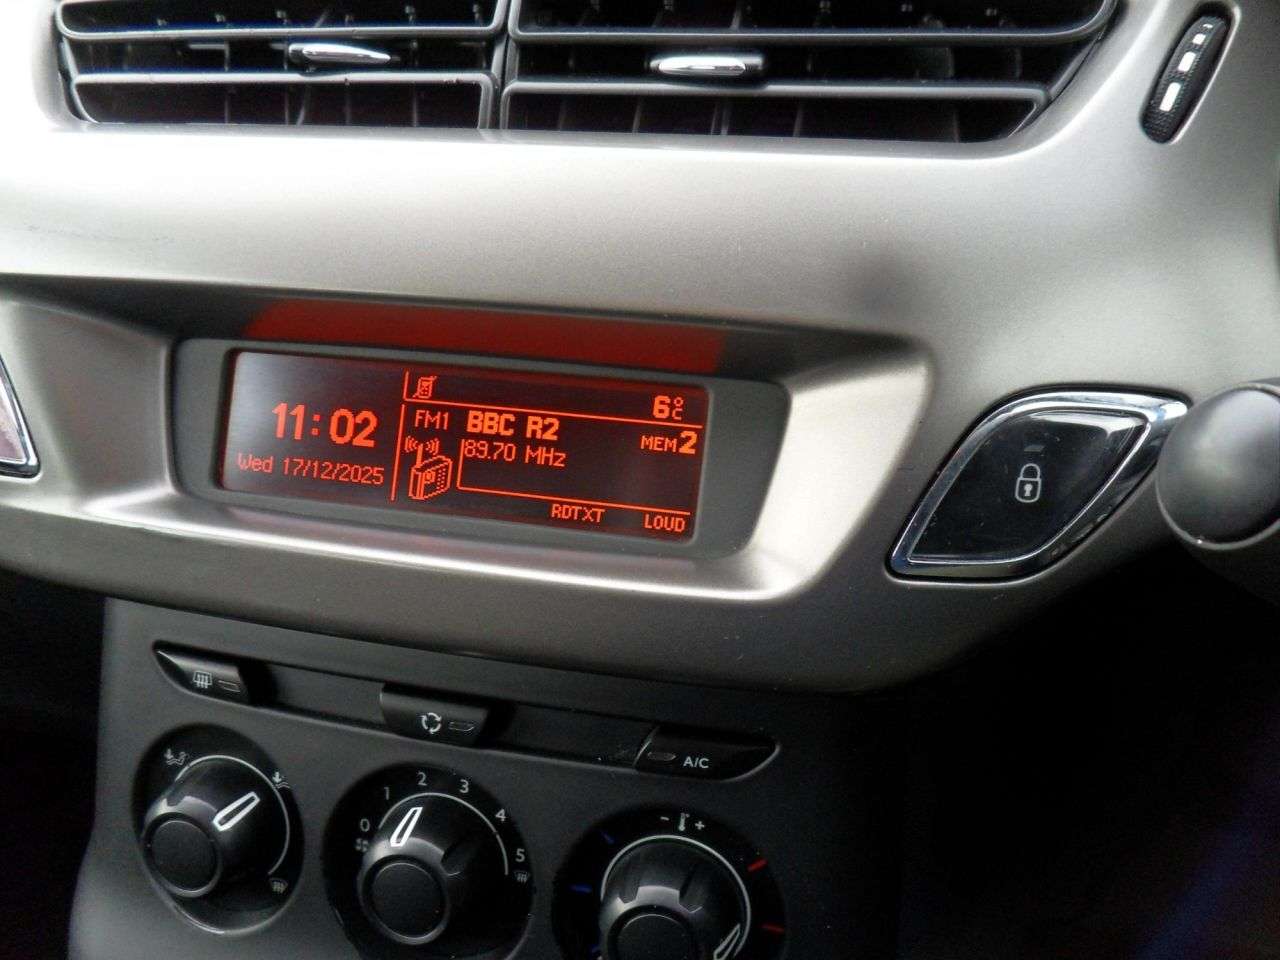 6°C
11:02
FM1 BBC R2
MEM2
89.70 MHz
Wed 17/12/2025
RDTXT LOUD
A/C
0 1 2 3 4 5
- +